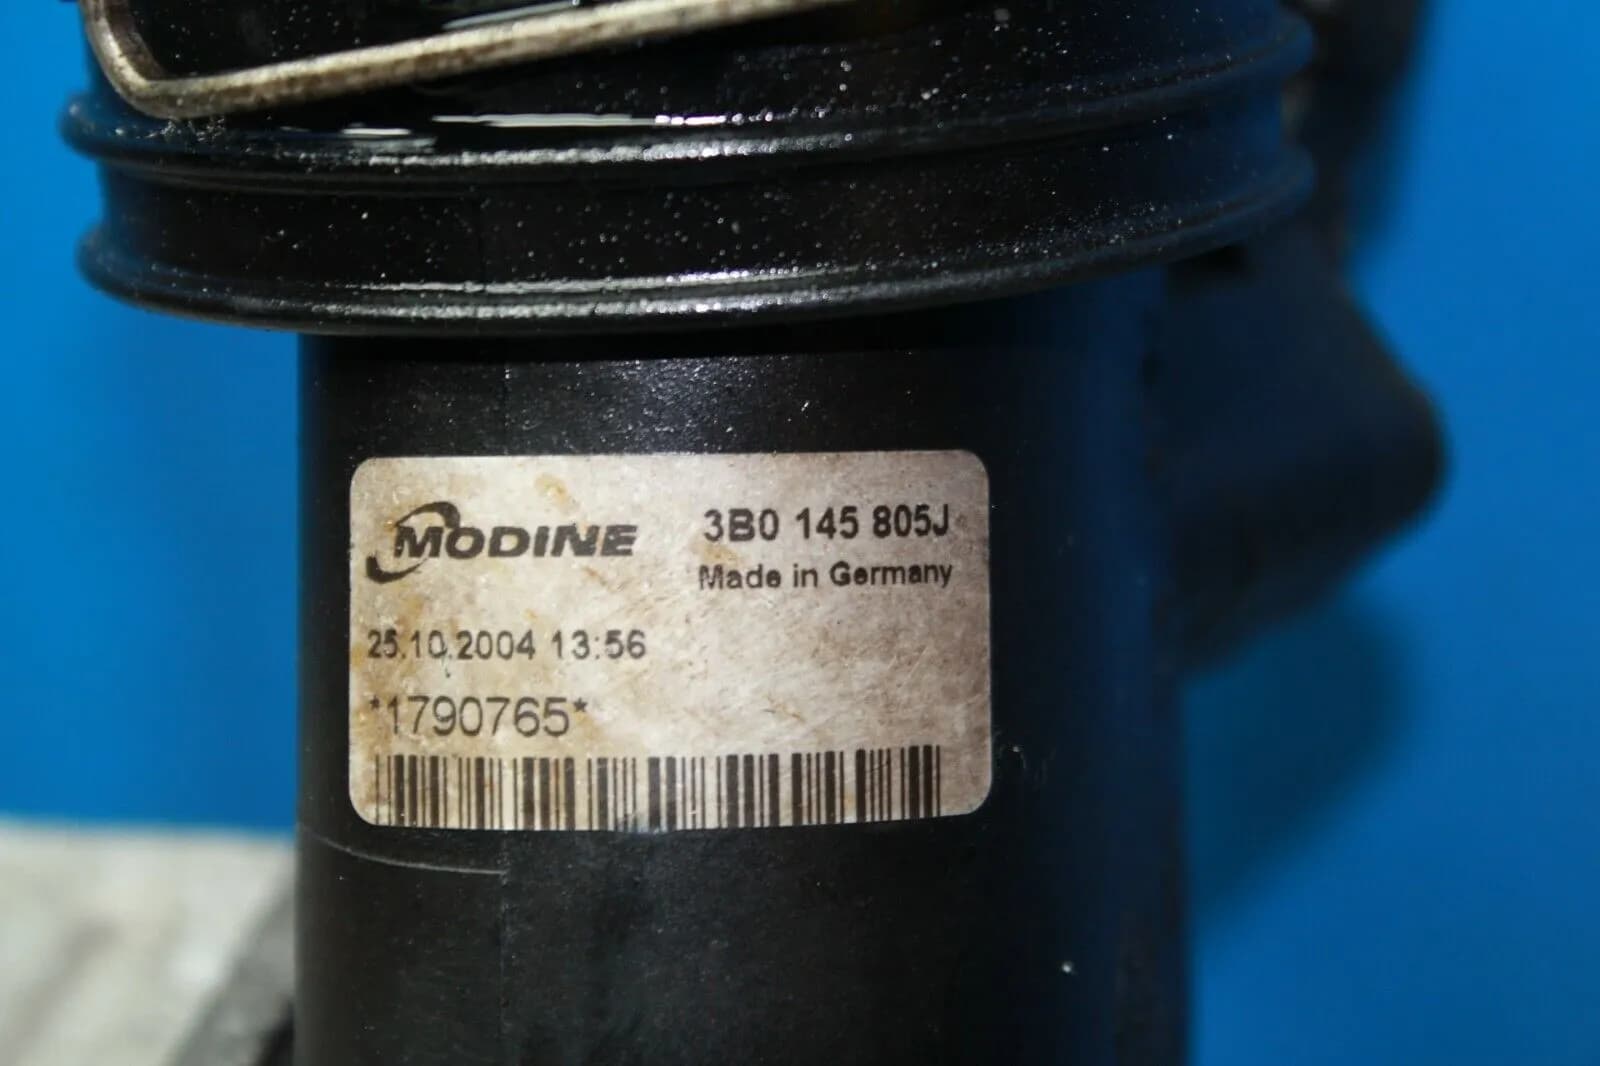 MODINE 3B0 145 805J
Made in Germany
25.10.2004 13:56
*1790765*